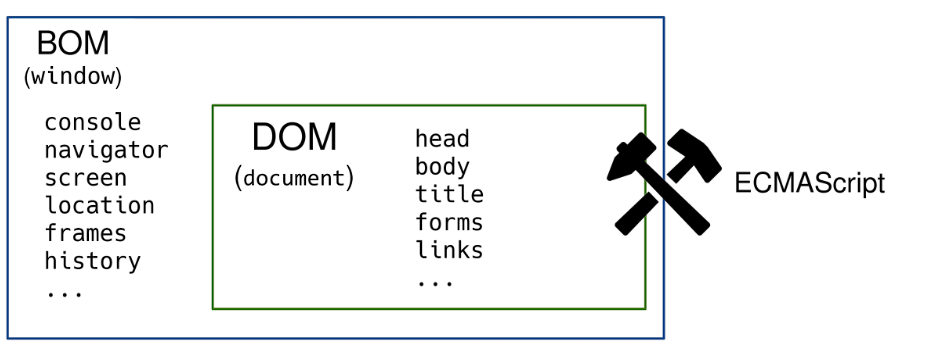 BOM
(window)
console
navigator
screen
location
frames
history
...
DOM
(document)
head
body
title
forms
links
...
ECMAScript